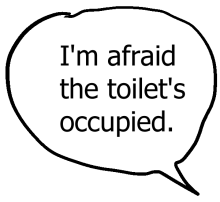 I'm afraid
the toilet's
occupied.